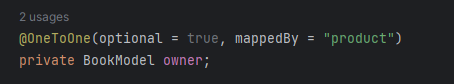 2 usages
@OneToOne(optional = true, mappedBy = "product")
private BookModel owner;